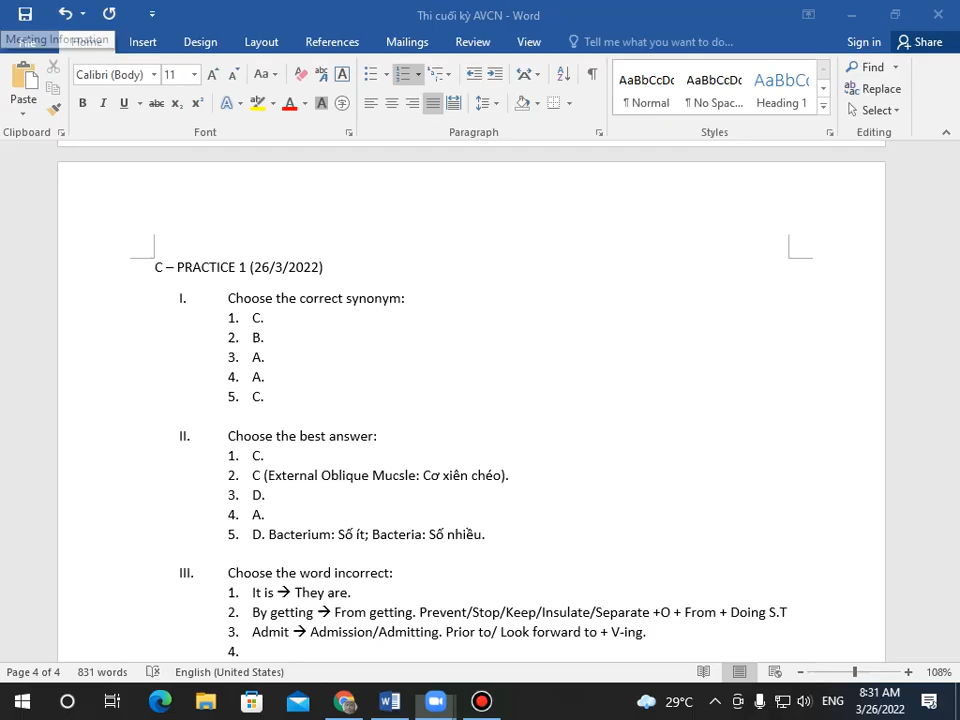 Thi cuối kỳ AVCN - Word
Meeting Information
File Home Insert Design Layout References Mailings Review View Tell me what you want to do... Sign in Share
Paste
Calibri (Body) 11 Aa
AaBbCcDc AaBbCcDc AaBbCc
¶ Normal ¶ No Spac... Heading 1
Find
Replace
Select
Clipboard Font Paragraph Styles Editing
C – PRACTICE 1 (26/3/2022)
I. Choose the correct synonym:
1. C.
2. B.
3. A.
4. A.
5. C.
II. Choose the best answer:
1. C.
2. C (External Oblique Mucsle: Cơ xiên chéo).
3. D.
4. A.
5. D. Bacterium: Số ít; Bacteria: Số nhiều.
III. Choose the word incorrect:
1. It is → They are.
2. By getting → From getting. Prevent/Stop/Keep/Insulate/Separate +O + From + Doing S.T
3. Admit → Admission/Admitting. Prior to/ Look forward to + V-ing.
4.
Page 4 of 4 831 words English (United States) 108%
29°C ENG 8:31 AM
3/26/2022